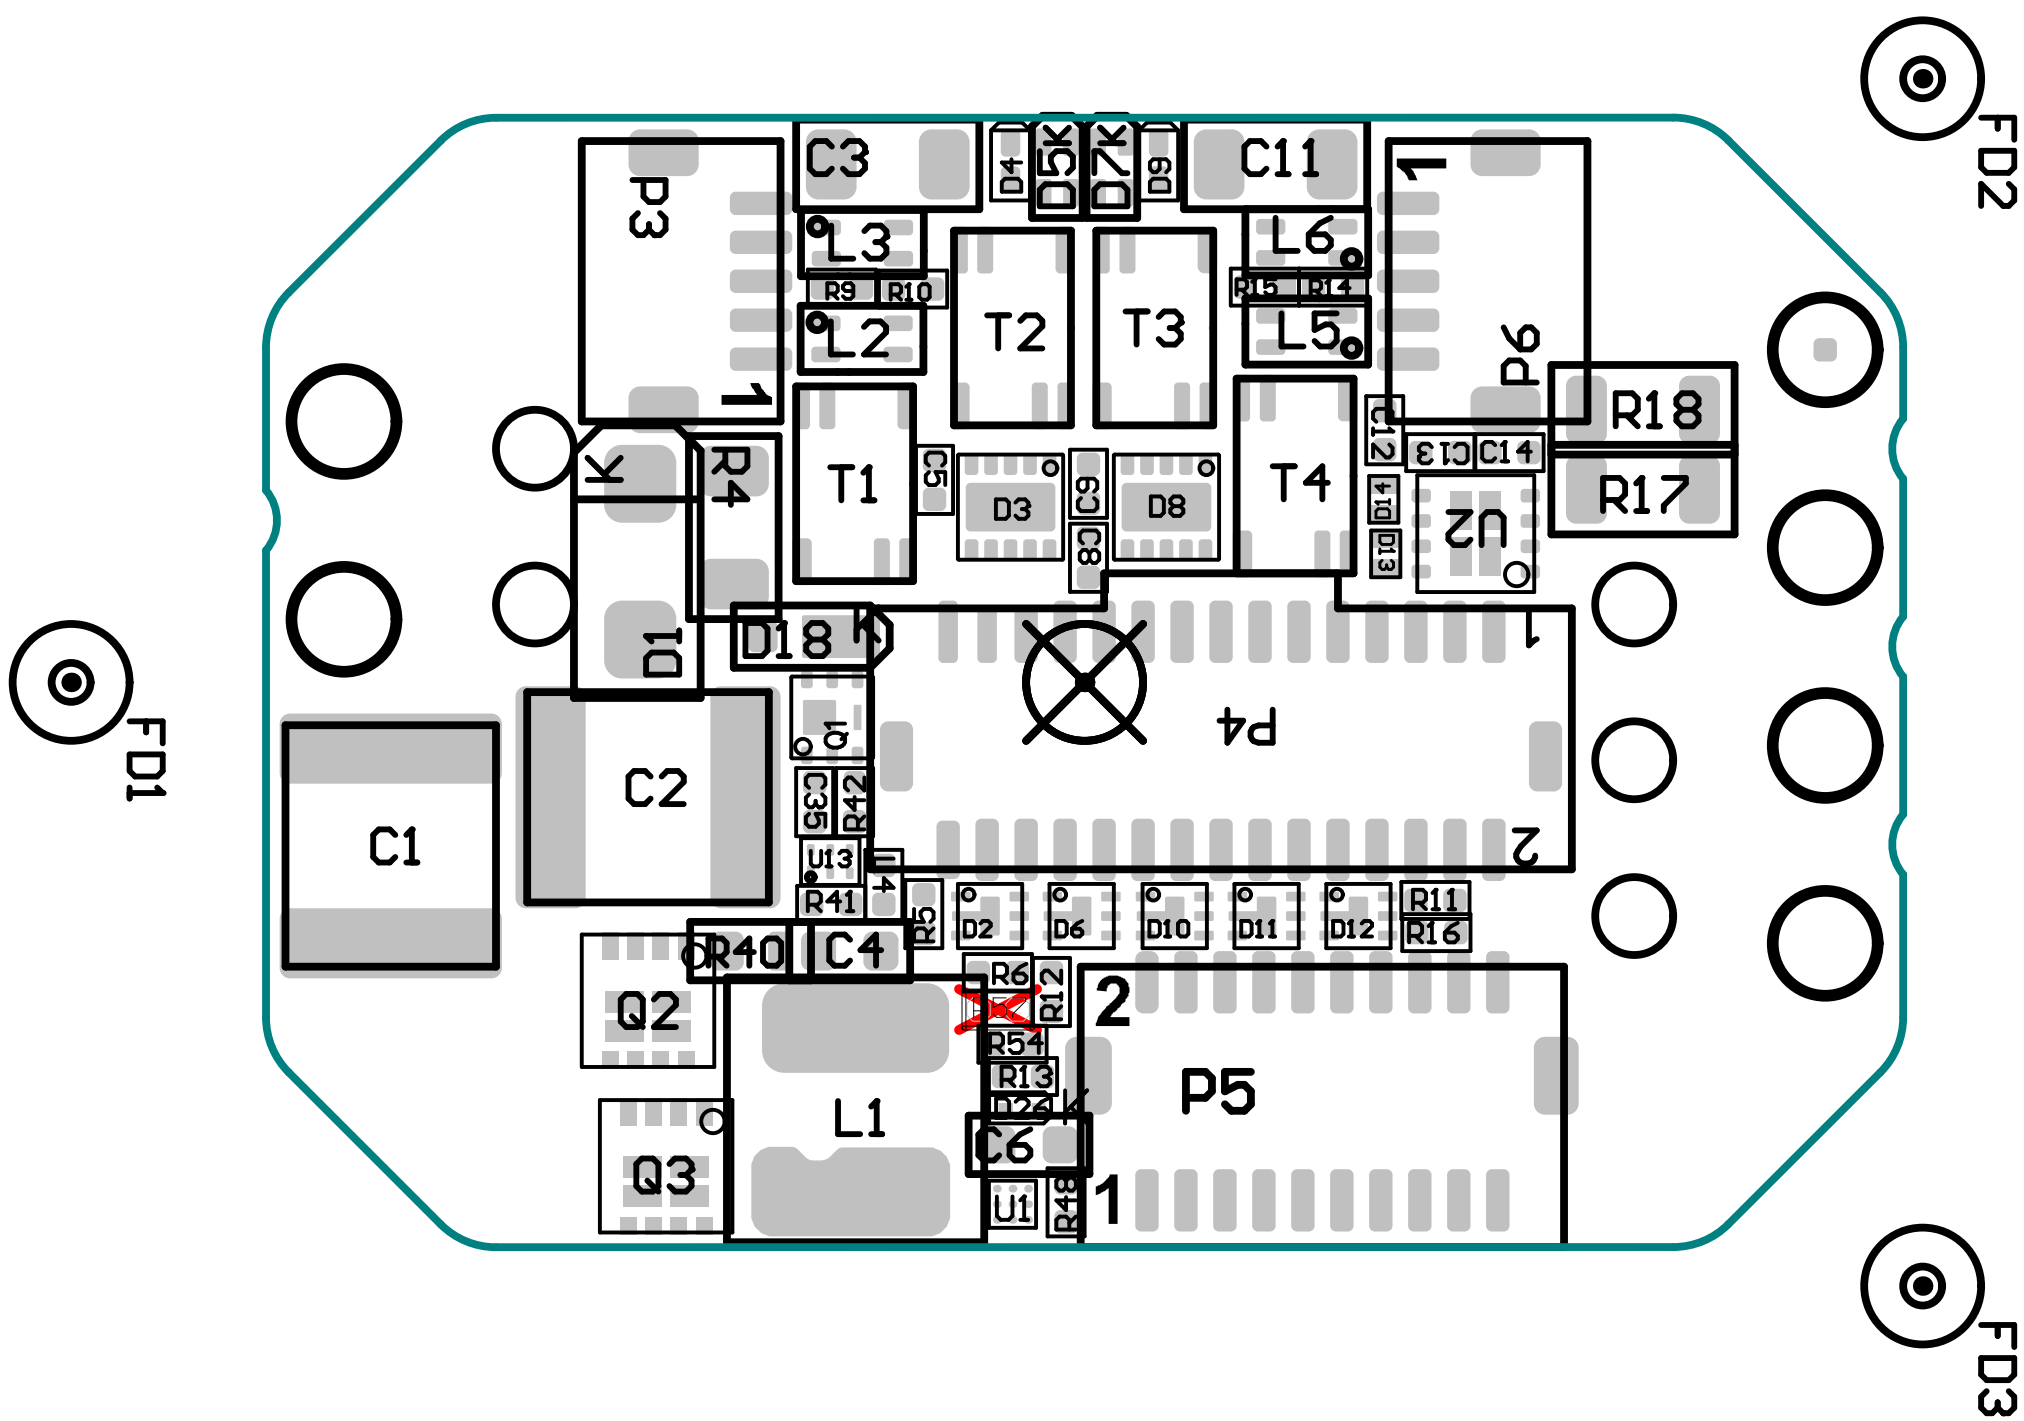 FD2
C3
D4
D5
K
D7
K
D9
C11
1
P3
L3
L6
R9
R10
R15
R14
L2
T2
T3
L5
P6
1
R18
C12
C13
C14
K
R4
T1
C5
D3
C9
D8
T4
D14
U2
R17
C8
D13
D1
D18
K
1
FD1
Q1
P4
C2
C35
R42
C1
U13
2
R41
R5
D2
D6
D10
D11
D12
R11
R16
R40
C4
R6
R12
2
Q2
R54
R13
D26
K
P5
L1
C6
Q3
U1
R48
1
FD3